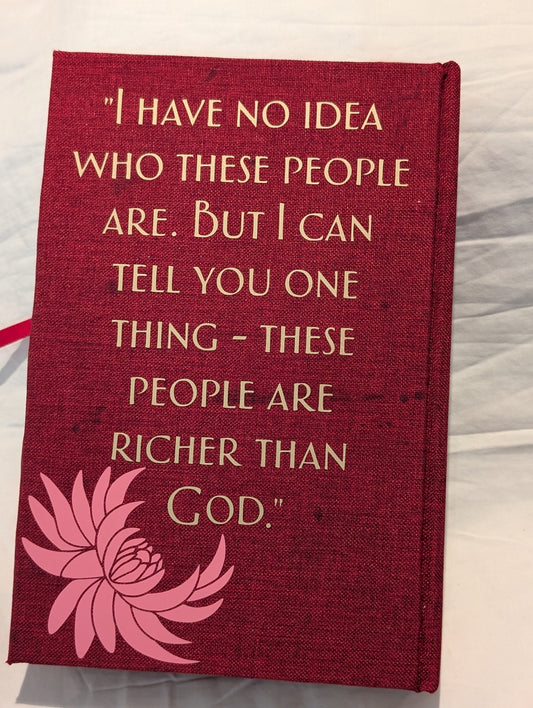 "I have no idea
who these people
are. But I can
tell you one
thing - these
people are
richer than
God."